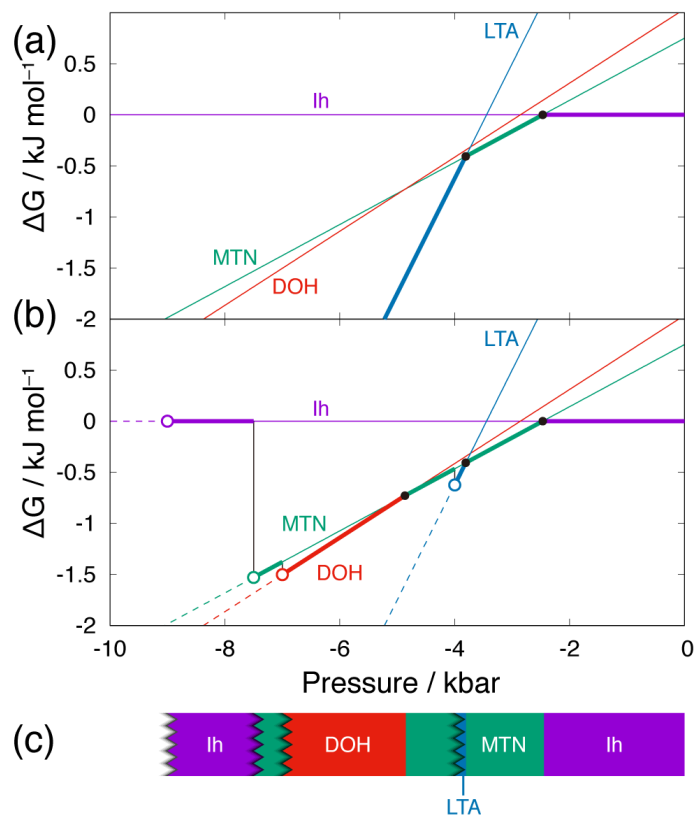 (a)
LTA
0.5
Ih
0
-0.5
ΔG / kJ mol⁻¹
-1
MTN
-1.5
DOH
-2
(b)
LTA
0.5
Ih
0
-0.5
ΔG / kJ mol⁻¹
-1
MTN
-1.5
DOH
-2
-10 -8 -6 -4 -2 0
Pressure / kbar
(c) Ih DOH MTN Ih
LTA